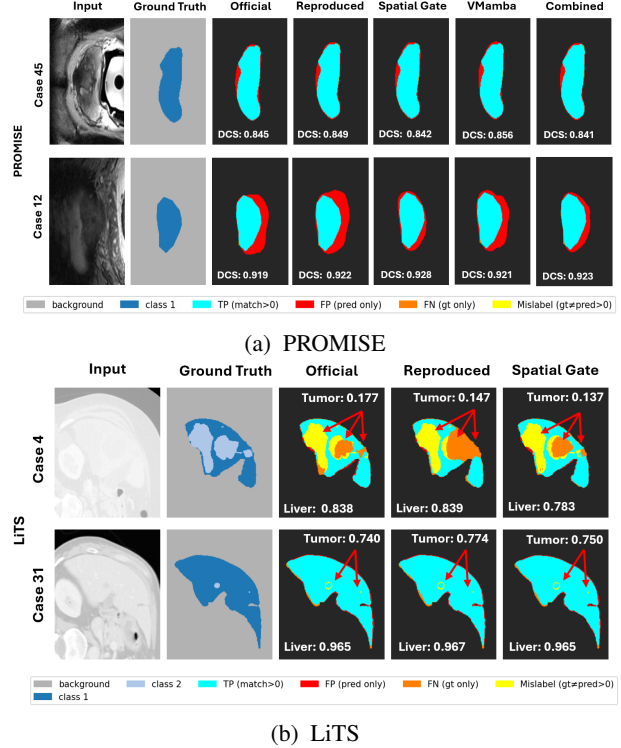 Input Ground Truth Official Reproduced Spatial Gate VMamba Combined
PROMISE
Case 45
DCS: 0.845 DCS: 0.849 DCS: 0.842 DCS: 0.856 DCS: 0.841
Case 12
DCS: 0.919 DCS: 0.922 DCS: 0.928 DCS: 0.921 DCS: 0.923
background class 1 TP (match>0) FP (pred only) FN (gt only) Mislabel (gt≠pred>0)
(a) PROMISE
Input Ground Truth Official Reproduced Spatial Gate
LiTS
Case 4
Tumor: 0.177 Tumor: 0.147 Tumor: 0.137
Liver: 0.838 Liver: 0.839 Liver: 0.783
Case 31
Tumor: 0.740 Tumor: 0.774 Tumor: 0.750
Liver: 0.965 Liver: 0.967 Liver: 0.965
background class 2 TP (match>0) FP (pred only) FN (gt only) Mislabel (gt≠pred>0)
class 1
(b) LiTS